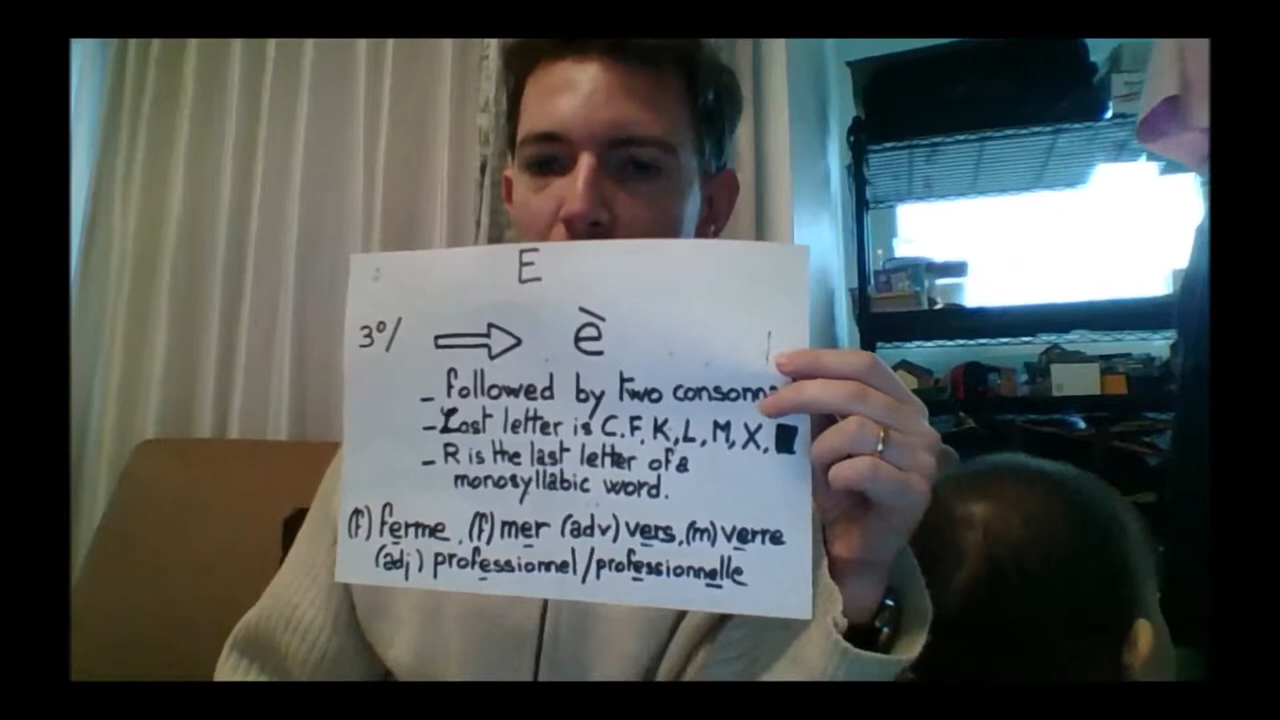 E
3% ⇒ è
- followed by two
- Last letter is C.F, K, L, M, X,
- R is the last letter of a
monosyllabic word.
(f) ferme, (f) mer (adv) vers, (m) verre
(adj) professionnel/professionnelle